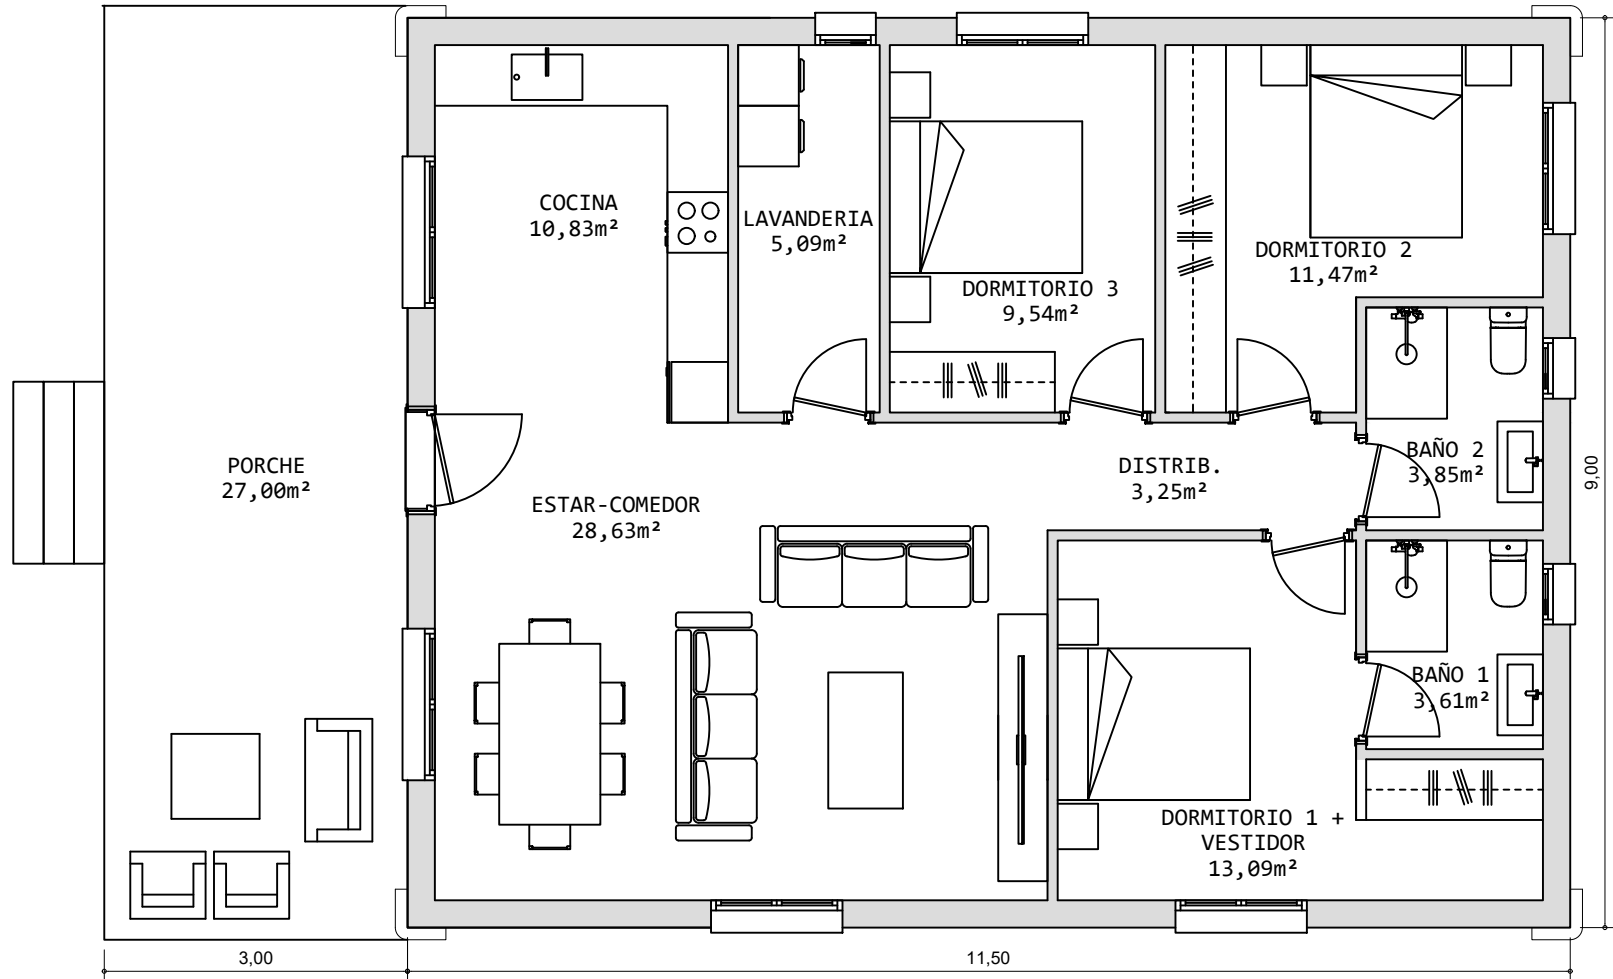 COCINA
10,83m²
LAVANDERIA
5,09m²
DORMITORIO 3
9,54m²
DORMITORIO 2
11,47m²
PORCHE
27,00m²
ESTAR-COMEDOR
28,63m²
DISTRIB.
3,25m²
BAÑO 2
3,85m²
9,00
BAÑO 1
3,61m²
DORMITORIO 1 +
VESTIDOR
13,09m²
3,00
11,50